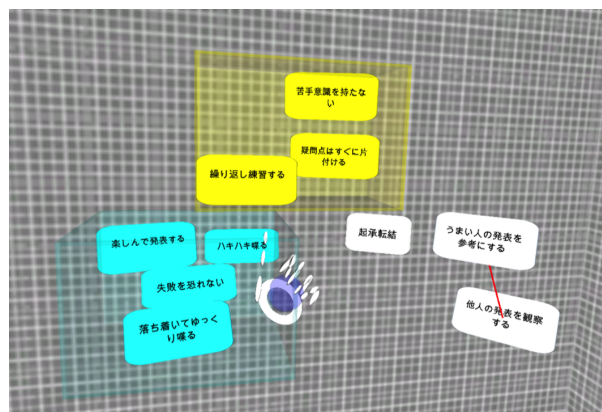 苦手意識を持たな
い
疑問点はすぐに片
付ける
繰り返し練習する
楽しんで発表する
ハキハキ喋る
失敗を恐れない
落ち着いてゆっく
り喋る
起承転結
うまい人の発表を
参考にする
他人の発表を観察
する